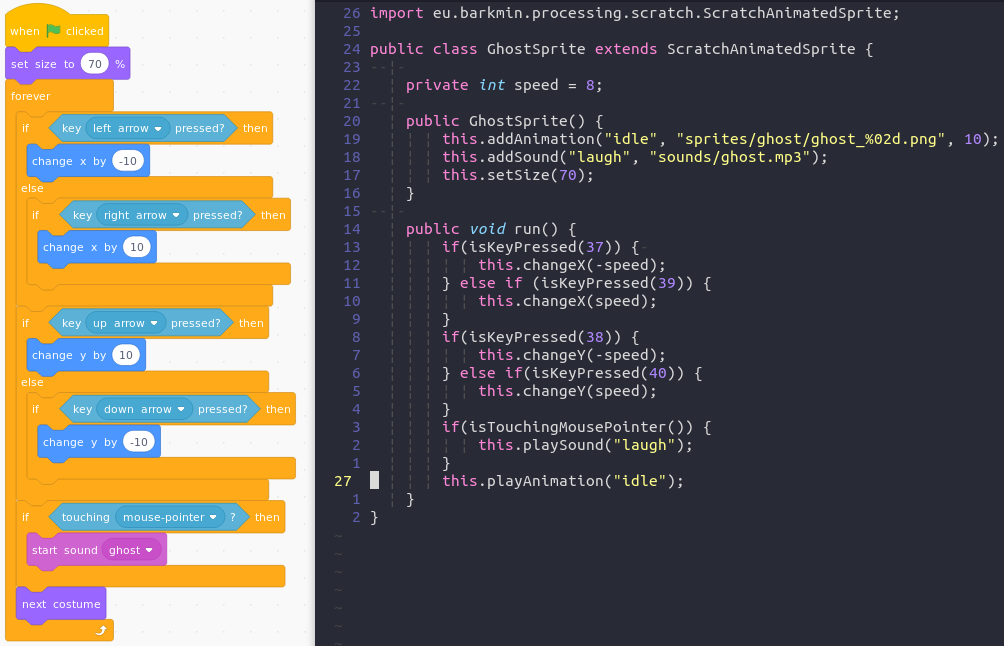 when clicked
set size to 70 %
forever
if key left arrow pressed? then
change x by -10
else
if key right arrow pressed? then
change x by 10
if key up arrow pressed? then
change y by 10
else
if key down arrow pressed? then
change y by -10
if touching mouse-pointer ? then
start sound ghost
next costume
26 import eu.barkmin.processing.scratch.ScratchAnimatedSprite;
25
24 public class GhostSprite extends ScratchAnimatedSprite {
23
22 private int speed = 8;
21
20 public GhostSprite() {
19 this.addAnimation("idle", "sprites/ghost/ghost_%02d.png", 10);
18 this.addSound("laugh", "sounds/ghost.mp3");
17 this.setSize(70);
16 }
15
14 public void run() {
13 if(isKeyPressed(37)) {
12 this.changeX(-speed);
11 } else if (isKeyPressed(39)) {
10 this.changeX(speed);
9 }
8 if(isKeyPressed(38)) {
7 this.changeY(-speed);
6 } else if(isKeyPressed(40)) {
5 this.changeY(speed);
4 }
3 if(isTouchingMousePointer()) {
2 this.playSound("laugh");
1 }
27 this.playAnimation("idle");
1 }
2 }
~
~
~
~
~
~
~